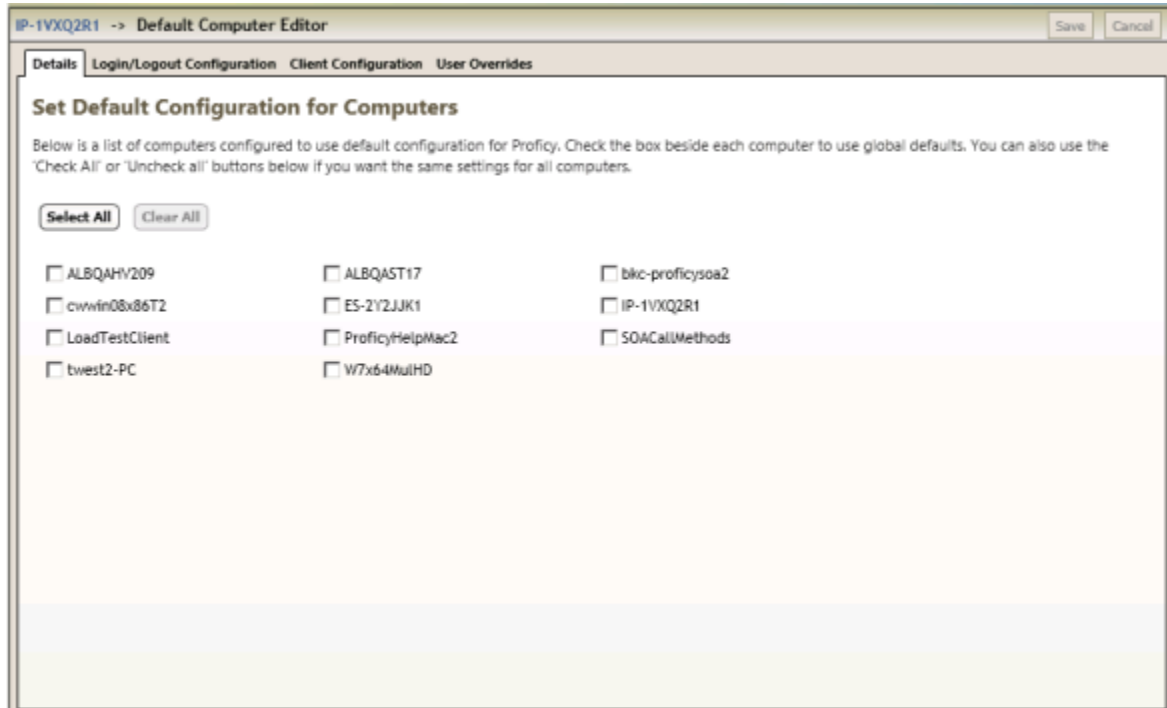 IP-1VXQ2R1 -> Default Computer Editor Save Cancel
Details Login/Logout Configuration Client Configuration User Overrides
Set Default Configuration for Computers
Below is a list of computers configured to use default configuration for Proficy. Check the box beside each computer to use global defaults. You can also use the
'Check All' or 'Uncheck all' buttons below if you want the same settings for all computers.
Select All Clear All
ALBQAHV209 ALBQAST17 bkc-proficysoa2
cwwin08x86T2 ES-2Y2JJK1 IP-1VXQ2R1
LoadTestClient ProficyHelpMac2 SOACallMethods
twest2-PC W7x64MulHD